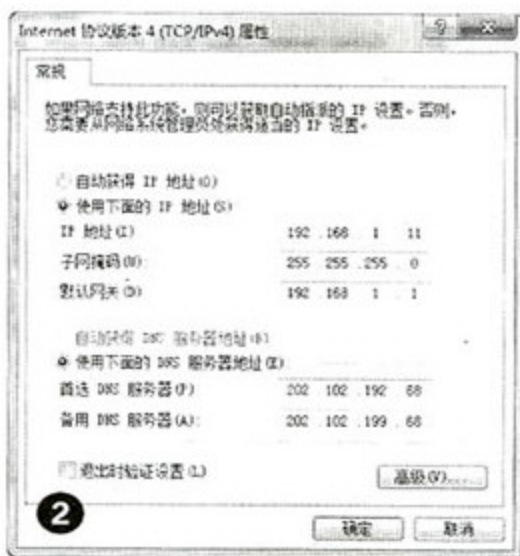 Internet 协议版本 4 (TCP/IPv4) 属性
常规
如果网络支持此功能，则可以获取自动指派的 IP 设置。否则，
您需要从网络系统管理员处获得适当的 IP 设置。
自动获得 IP 地址(O)
使用下面的 IP 地址(S)
IP 地址(I) 192 . 168 . 1 . 11
子网掩码(U): 255 . 255 . 255 . 0
默认网关(D) 192 . 168 . 1 . 1
自动获得 DNS 服务器地址(B)
使用下面的 DNS 服务器地址(E)
首选 DNS 服务器(P) 202 . 102 . 192 . 68
备用 DNS 服务器(A): 202 . 102 . 199 . 68
退出时验证设置(L)
高级(V)...
2
确定 取消